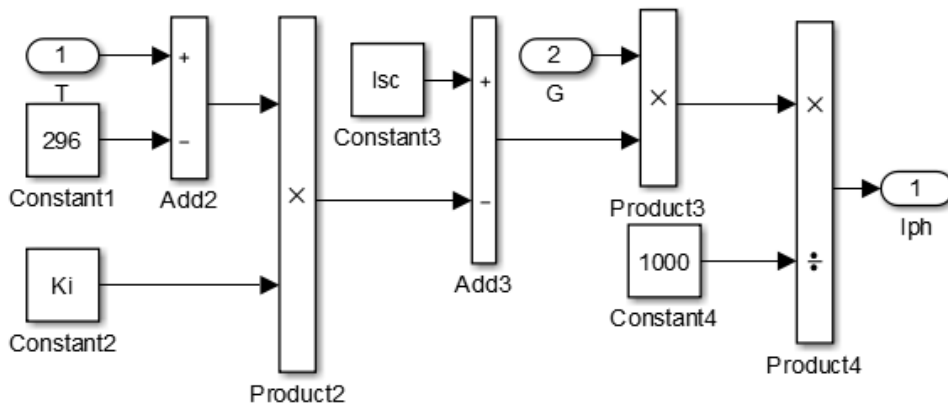 1
T
+
−
296
Constant1
Add2
Ki
Constant2
×
Product2
Isc
Constant3
+
−
Add3
2
G
×
Product3
1000
Constant4
×
÷
Product4
1
Iph